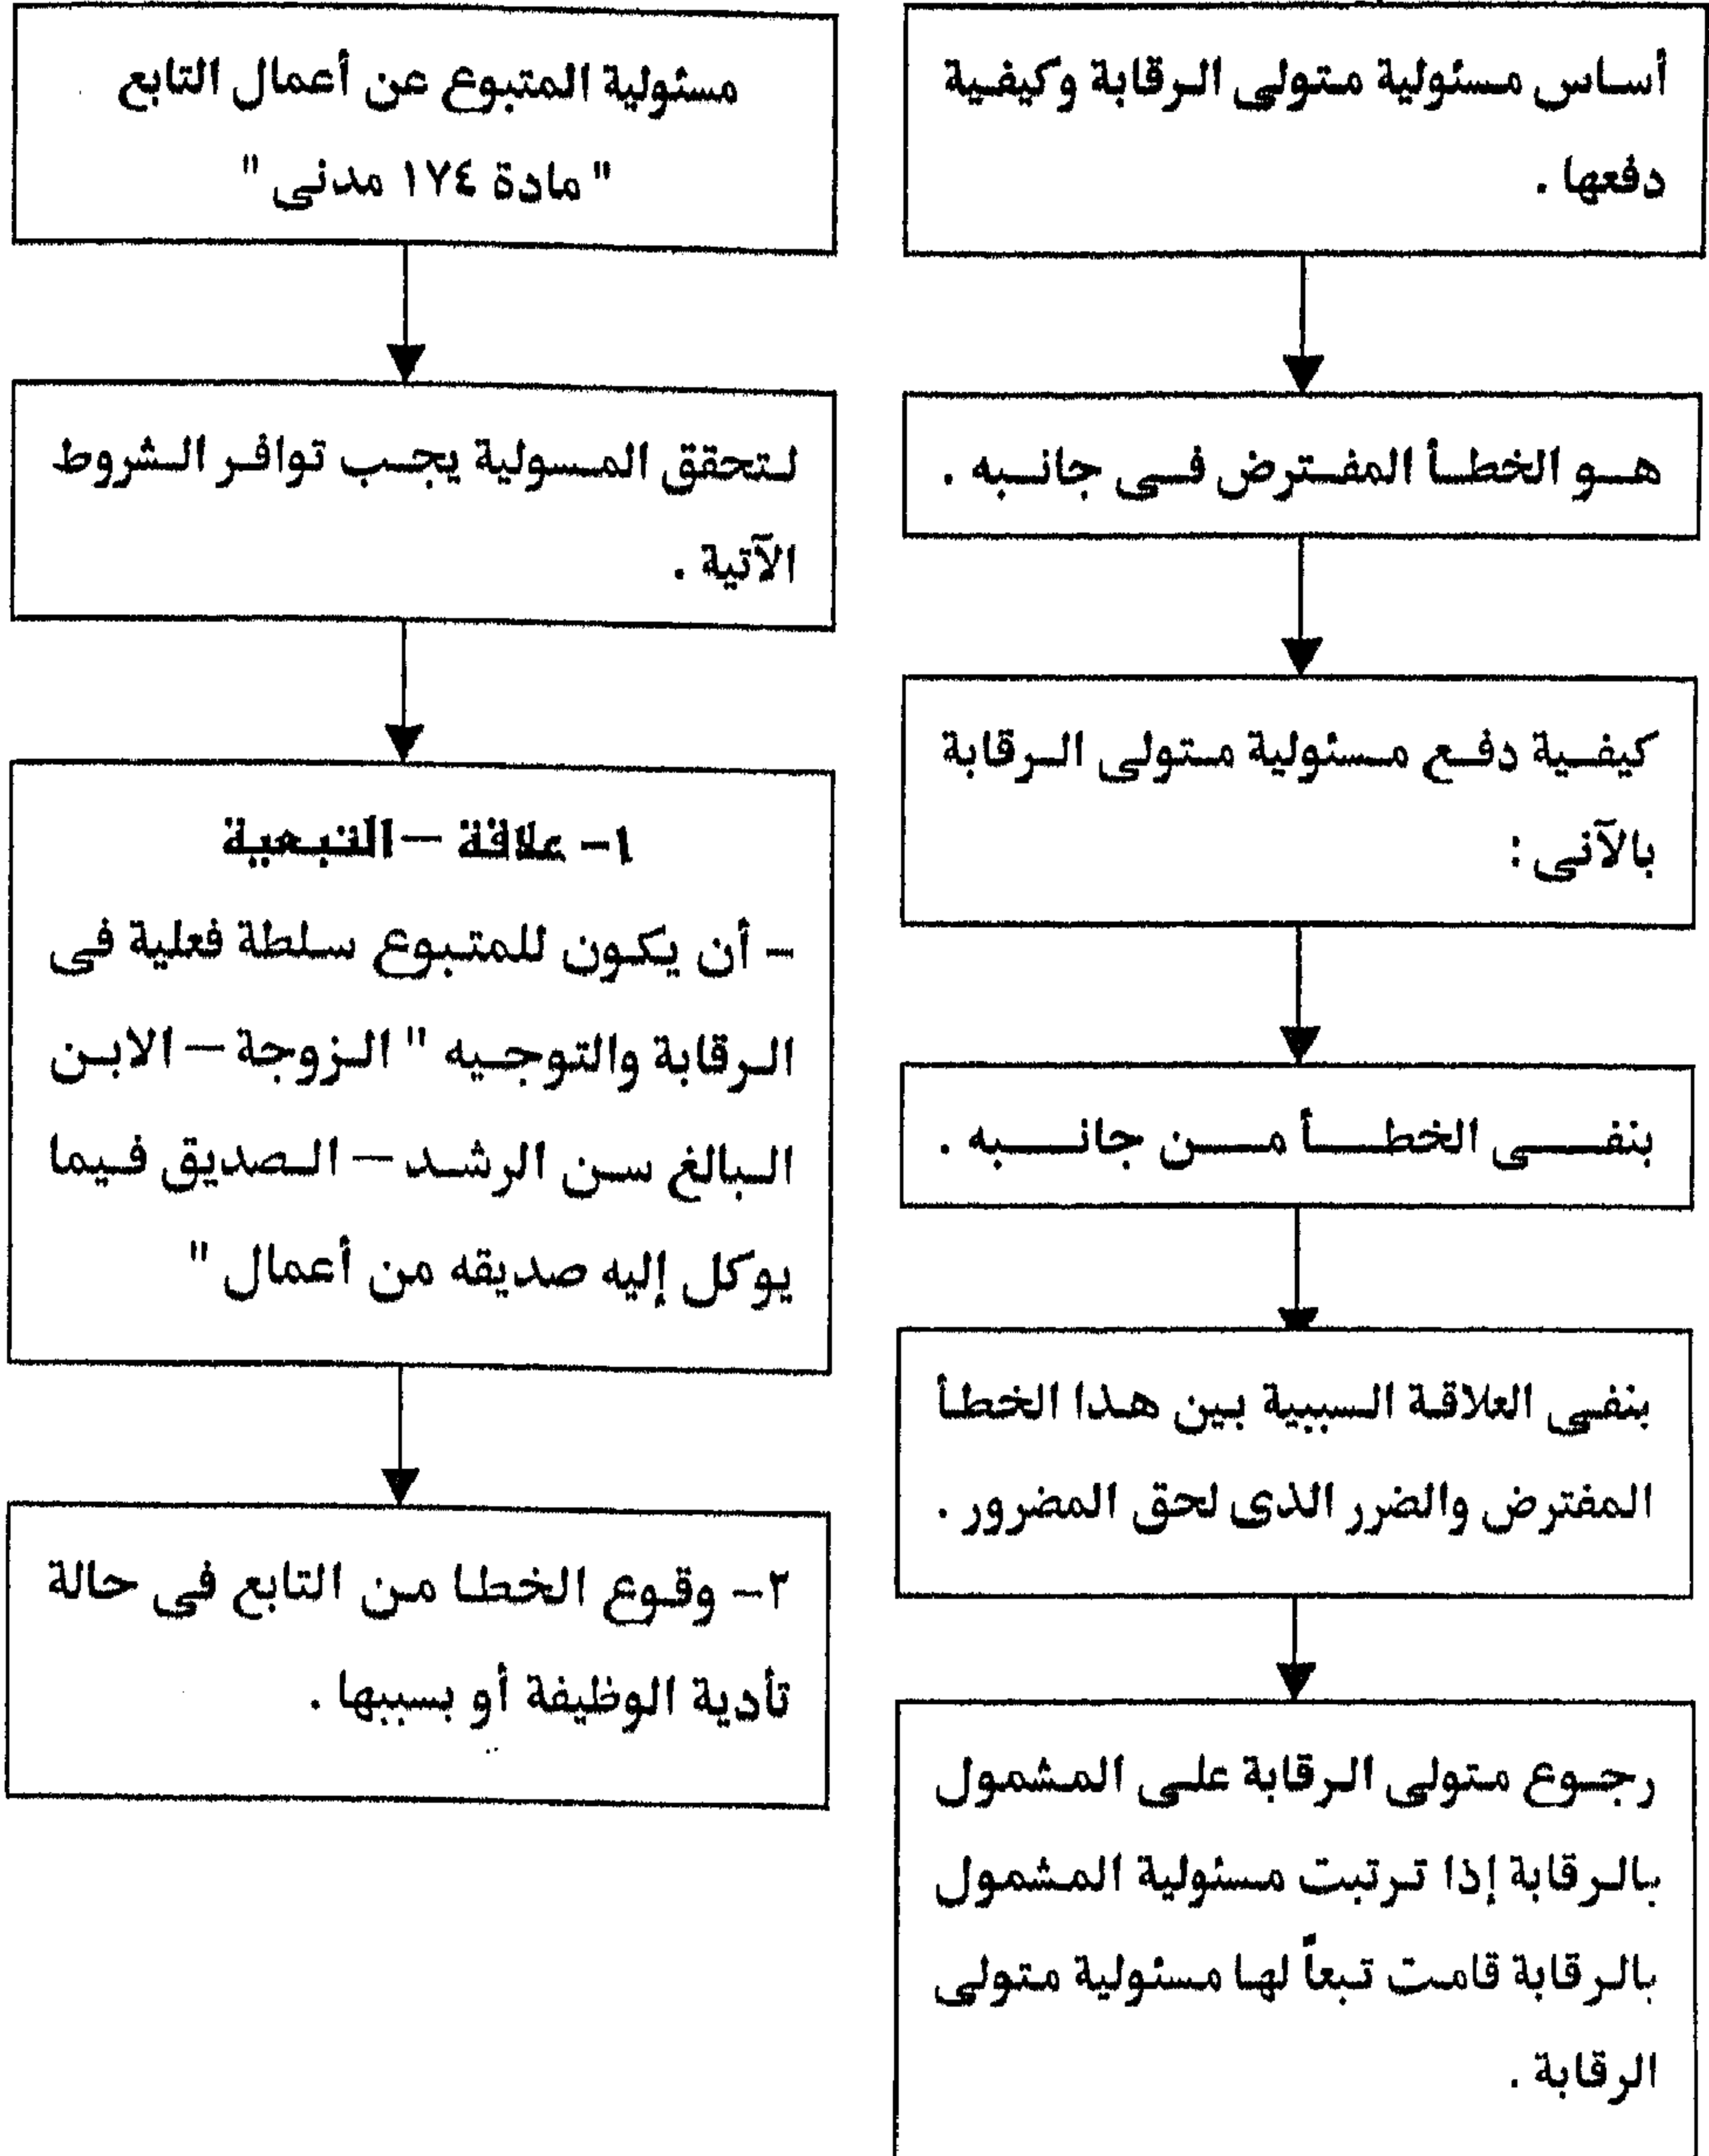 أساس مسئولية متولى الرقابة وكيفية
دفعها .
هو الخطأ المفترض فى جانبه .
كيفية دفع مسئولية متولى الرقابة
بالآتى :
بنفى الخطأ من جانبه .
بنفى العلاقة السببية بين هذا الخطأ
المفترض والضرر الذى لحق المضرور .
رجوع متولى الرقابة على المشمول
بالرقابة إذا ترتبت مسئولية المشمول
بالرقابة قامت تبعاً لها مسئولية متولى
الرقابة .
مسئولية المتبوع عن أعمال التابع
" مادة ١٧٤ مدنى "
لتحقق المسولية يجب توافر الشروط
الآتية .
١- علاقة – التبعية
- أن يكون للمتبوع سلطة فعلية فى
الرقابة والتوجيه " الزوجة – الابن
البالغ سن الرشد – الصديق فيما
يوكل إليه صديقه من أعمال "
٢- وقوع الخطا من التابع فى حالة
تأدية الوظيفة أو بسببها .